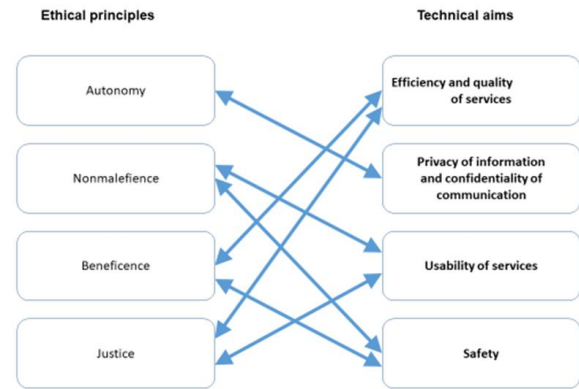 Ethical principles
Technical aims
Autonomy
Efficiency and quality
of services
Nonmalefience
Privacy of information
and confidentiality of
communication
Beneficence
Usability of services
Justice
Safety